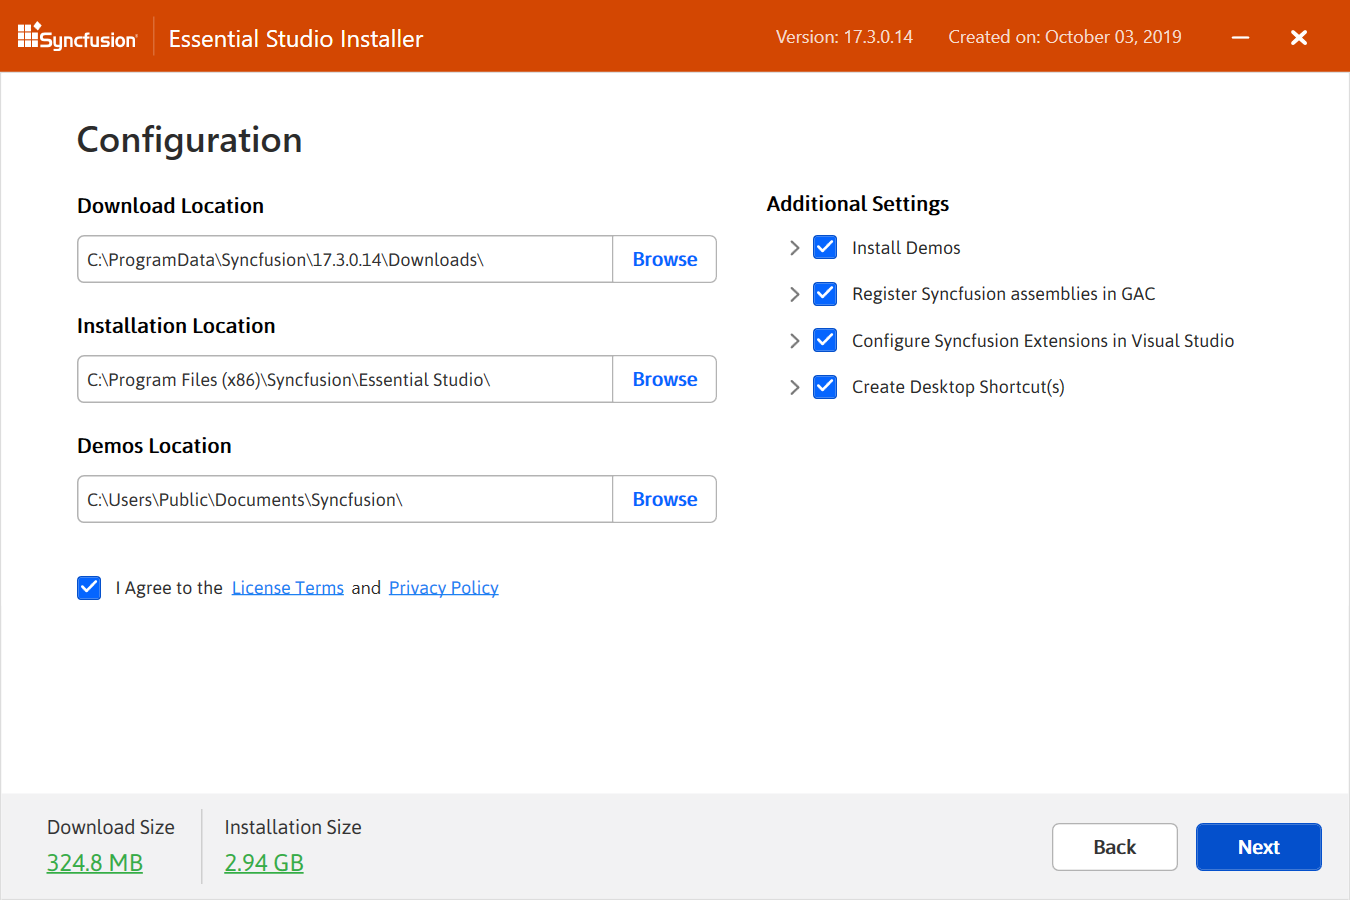 Syncfusion
Essential Studio Installer
Version: 17.3.0.14
Created on: October 03, 2019
Configuration
Download Location
C:\ProgramData\Syncfusion\17.3.0.14\Downloads\
Browse
Installation Location
C:\Program Files (x86)\Syncfusion\Essential Studio\
Browse
Demos Location
C:\Users\Public\Documents\Syncfusion\
Browse
I Agree to the License Terms and Privacy Policy
Additional Settings
Install Demos
Register Syncfusion assemblies in GAC
Configure Syncfusion Extensions in Visual Studio
Create Desktop Shortcut(s)
Download Size
324.8 MB
Installation Size
2.94 GB
Back
Next